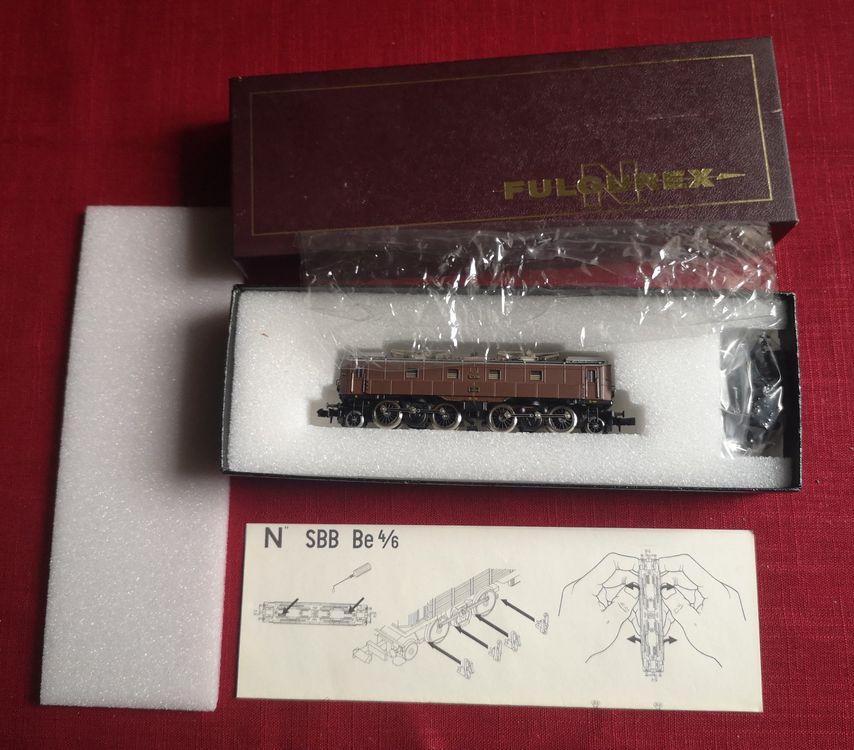 FULGUREX
N
N" SBB Be 4/6